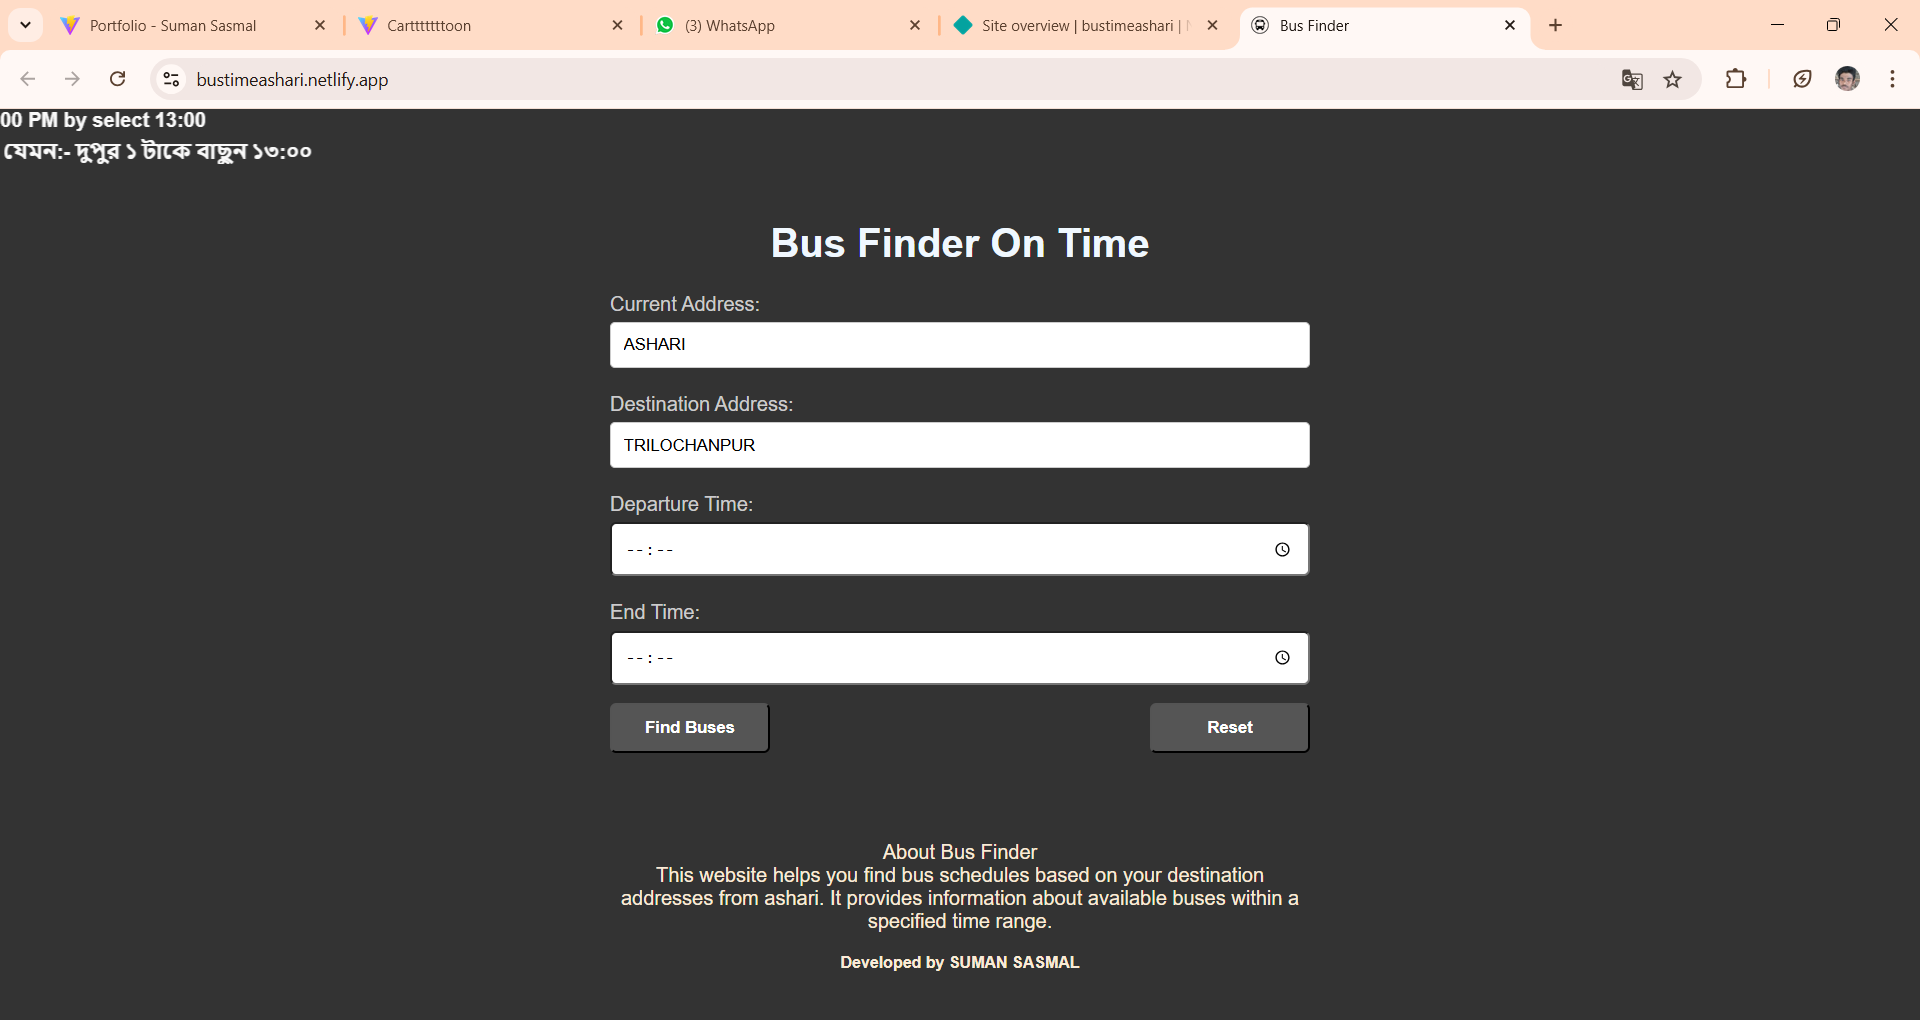 Portfolio - Suman Sasmal
Carttttttoon
(3) WhatsApp
Site overview | bustimeashari |
Bus Finder
bustimeashari.netlify.app
00 PM by select 13:00
যেমন:- দুপুর ১ টাকে বাছুন ১৩:০০
Bus Finder On Time
Current Address:
ASHARI
Destination Address:
TRILOCHANPUR
Departure Time:
--:--
End Time:
--:--
Find Buses
Reset
About Bus Finder
This website helps you find bus schedules based on your destination
addresses from ashari. It provides information about available buses within a
specified time range.
Developed by SUMAN SASMAL